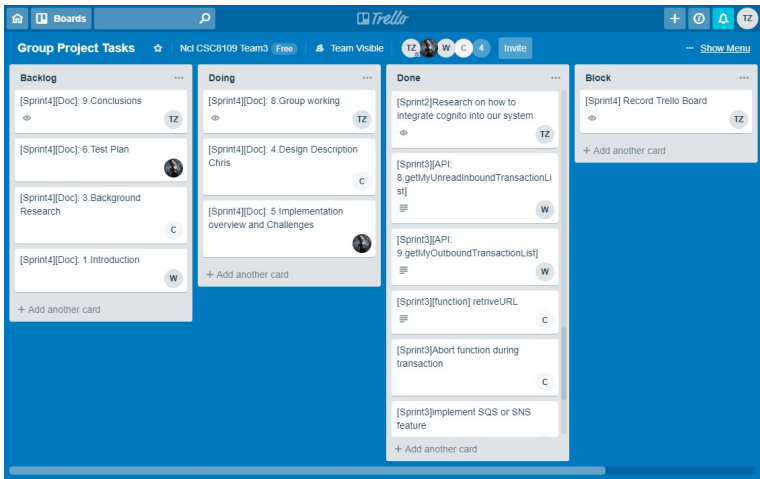 Boards
Trello
TZ
Group Project Tasks
Ncl CSC8109 Team3 Free
Team Visible
TZ W C 4
Invite
... Show Menu
Backlog ...
[Sprint4][Doc]: 9.Conclusions
TZ
[Sprint4][Doc]: 6.Test Plan
[Sprint4][Doc]: 3.Background
Research
C
[Sprint4][Doc]: 1.Introduction
W
+ Add another card
Doing ...
[Sprint4][Doc]: 8.Group working
TZ
[Sprint4][Doc]: 4.Design Description
Chris
C
[Sprint4][Doc]: 5.Implementation
overview and Challenges
+ Add another card
Done ...
[Sprint2]Research on how to
integrate cognito into our system
TZ
[Sprint3][API:
8.getMyUnreadInboundTransactionLi
st]
W
[Sprint3][API:
9.getMyOutboundTransactionList]
W
[Sprint3][function] retriveURL
C
[Sprint3]Abort function during
transaction
C
[Sprint3]implement SQS or SNS
feature
+ Add another card
Block ...
[Sprint4] Record Trello Board
TZ
+ Add another card